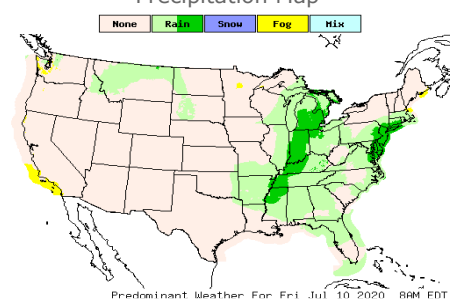 Precipitation Map
None Rain Snow Fog Mix
Predominant Weather For Fri Jul 10 2020 8AM EDT